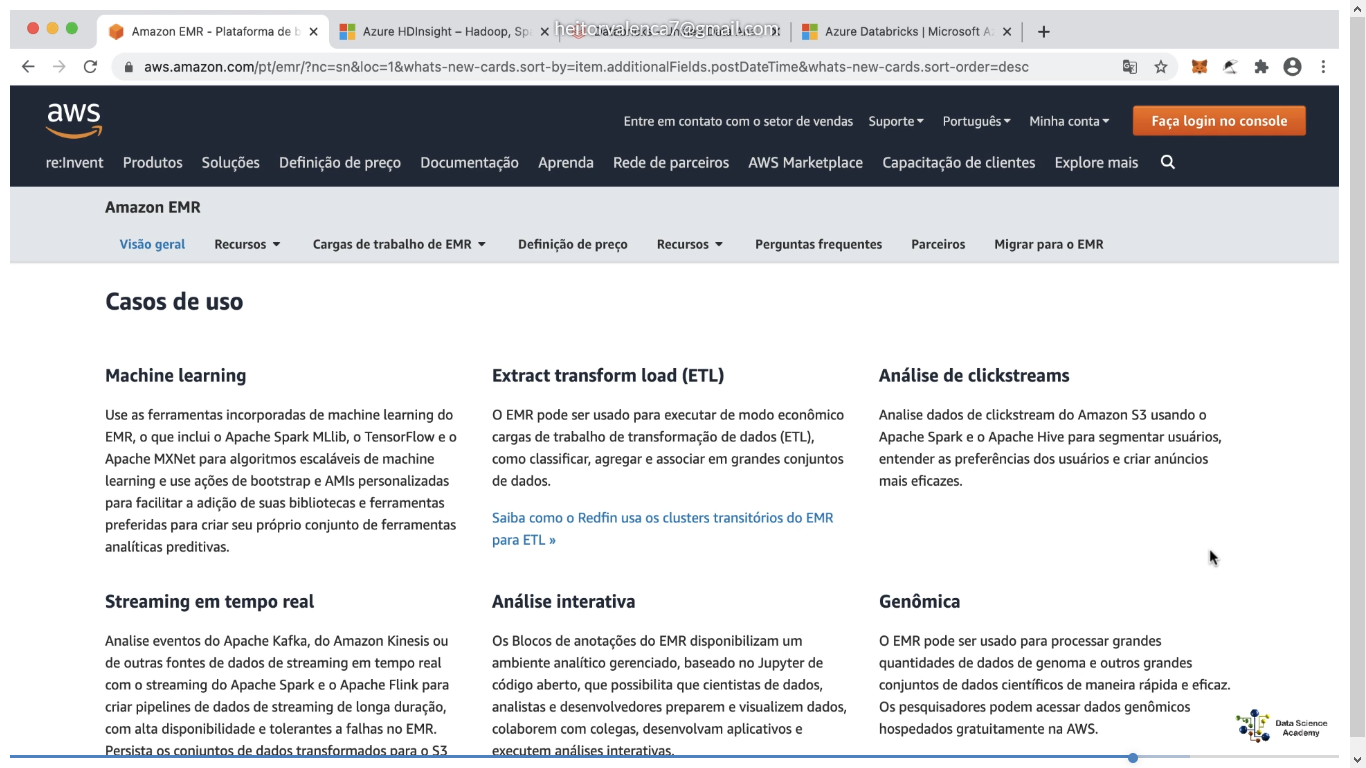 Amazon EMR - Plataforma de b
Azure HDInsight – Hadoop, Sp
heitorvalenca7@gmail.com
Azure Databricks | Microsoft A
aws.amazon.com/pt/emr/?nc=sn&loc=1&whats-new-cards.sort-by=item.additionalFields.postDateTime&whats-new-cards.sort-order=desc
aws
Entre em contato com o setor de vendas Suporte Português Minha conta Faça login no console
re:Invent Produtos Soluções Definição de preço Documentação Aprenda Rede de parceiros AWS Marketplace Capacitação de clientes Explore mais
Amazon EMR
Visão geral Recursos Cargas de trabalho de EMR Definição de preço Recursos Perguntas frequentes Parceiros Migrar para o EMR
Casos de uso
Machine learning
Use as ferramentas incorporadas de machine learning do
EMR, o que inclui o Apache Spark MLlib, o TensorFlow e o
Apache MXNet para algoritmos escaláveis de machine
learning e use ações de bootstrap e AMIs personalizadas
para facilitar a adição de suas bibliotecas e ferramentas
preferidas para criar seu próprio conjunto de ferramentas
analíticas preditivas.
Extract transform load (ETL)
O EMR pode ser usado para executar de modo econômico
cargas de trabalho de transformação de dados (ETL),
como classificar, agregar e associar em grandes conjuntos
de dados.
Saiba como o Redfin usa os clusters transitórios do EMR
para ETL »
Análise de clickstreams
Analise dados de clickstream do Amazon S3 usando o
Apache Spark e o Apache Hive para segmentar usuários,
entender as preferências dos usuários e criar anúncios
mais eficazes.
Streaming em tempo real
Analise eventos do Apache Kafka, do Amazon Kinesis ou
de outras fontes de dados de streaming em tempo real
com o streaming do Apache Spark e o Apache Flink para
criar pipelines de dados de streaming de longa duração,
com alta disponibilidade e tolerantes a falhas no EMR.
Persista os conjuntos de dados transformados para o S3
Análise interativa
Os Blocos de anotações do EMR disponibilizam um
ambiente analítico gerenciado, baseado no Jupyter de
código aberto, que possibilita que cientistas de dados,
analistas e desenvolvedores preparem e visualizem dados,
colaborem com colegas, desenvolvam aplicativos e
executem análises interativas.
Genômica
O EMR pode ser usado para processar grandes
quantidades de dados de genoma e outros grandes
conjuntos de dados científicos de maneira rápida e eficaz.
Os pesquisadores podem acessar dados genômicos
hospedados gratuitamente na AWS.
Data Science
Academy